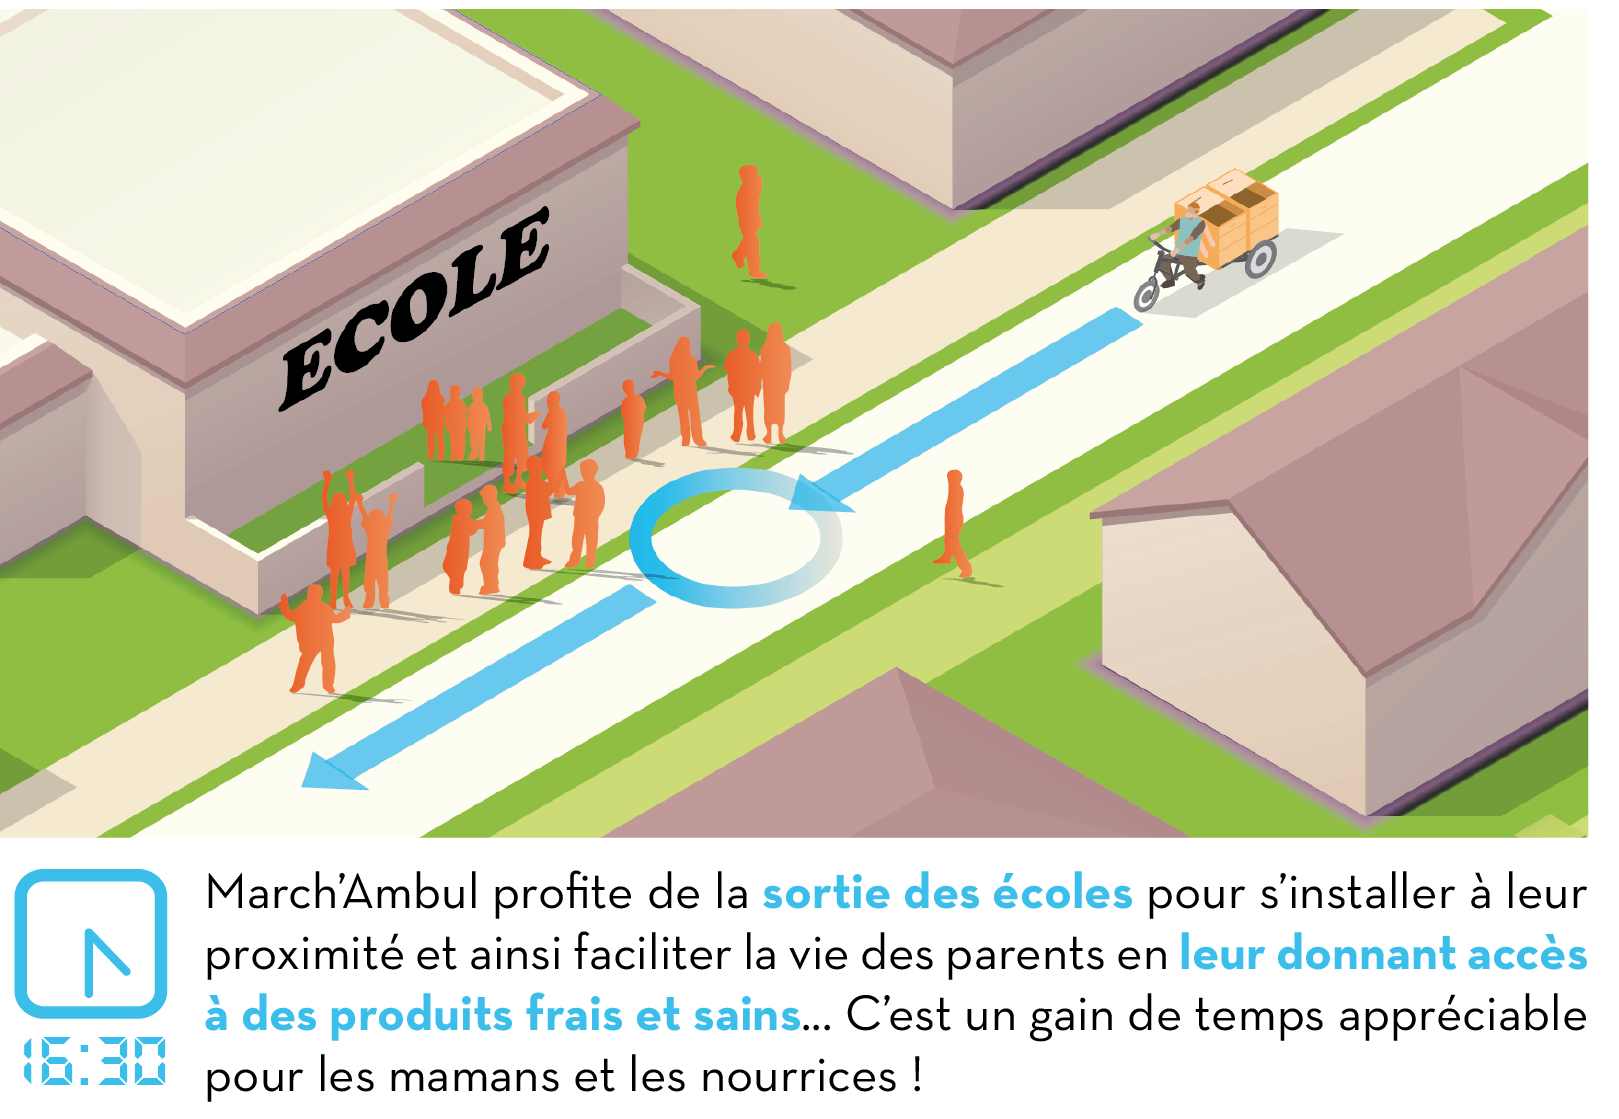 ECOLE
March’Ambul profite de la sortie des écoles pour s’installer à leur
proximité et ainsi faciliter la vie des parents en leur donnant accès
à des produits frais et sains... C’est un gain de temps appréciable
pour les mamans et les nourrices !
16:30